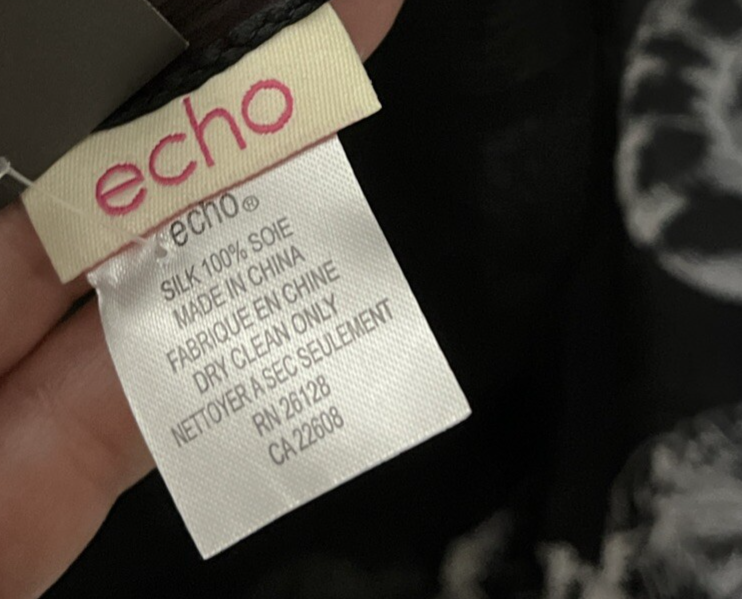 echo
echo®
SILK 100% SOIE
MADE IN CHINA
FABRIQUE EN CHINE
DRY CLEAN ONLY
NETTOYER A SEC SEULEMENT
RN 26128
CA 22608